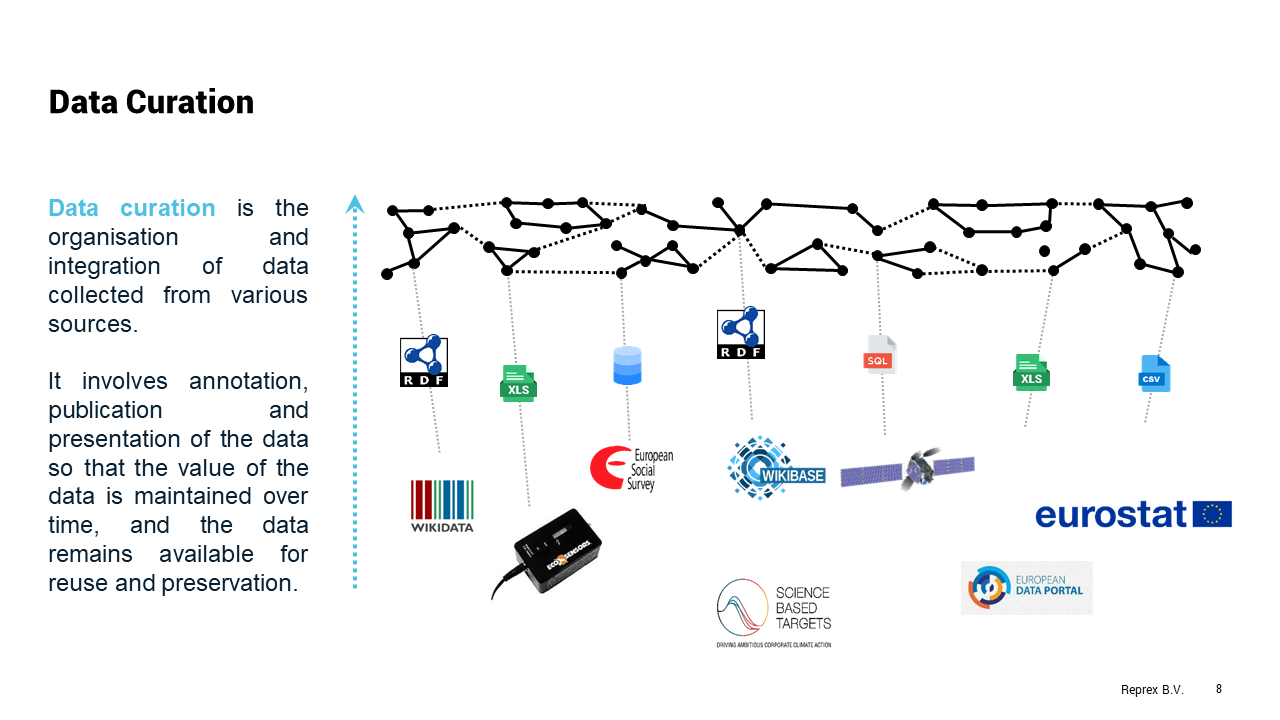 Data Curation
Data curation is the
organisation and
integration of data
collected from various
sources.
It involves annotation,
publication and
presentation of the data
so that the value of the
data is maintained over
time, and the data
remains available for
reuse and preservation.
RDF
XLS
RDF
SQL
XLS
CSV
WIKIDATA
ECO SENSORS
European
Social
Survey
WIKIBASE
eurostat
SCIENCE
BASED
TARGETS
DRIVING AMBITIOUS CORPORATE CLIMATE ACTION
EUROPEAN
DATA PORTAL
Reprex B.V.
8